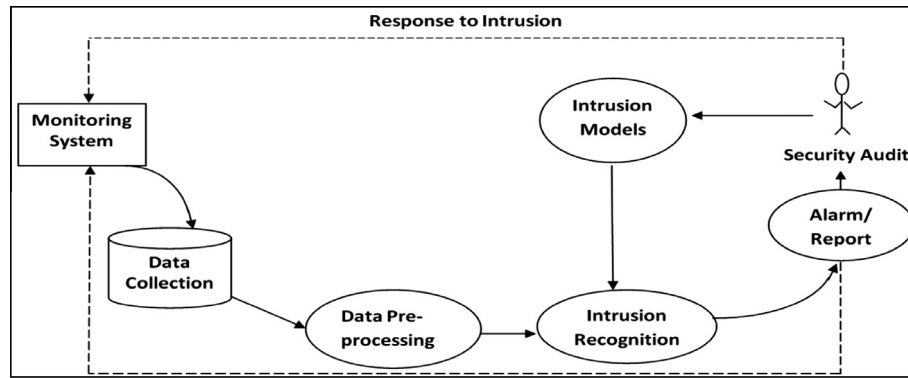 Response to Intrusion
Monitoring
System
Intrusion
Models
Security Audit
Alarm/
Report
Data
Collection
Data Pre-
processing
Intrusion
Recognition